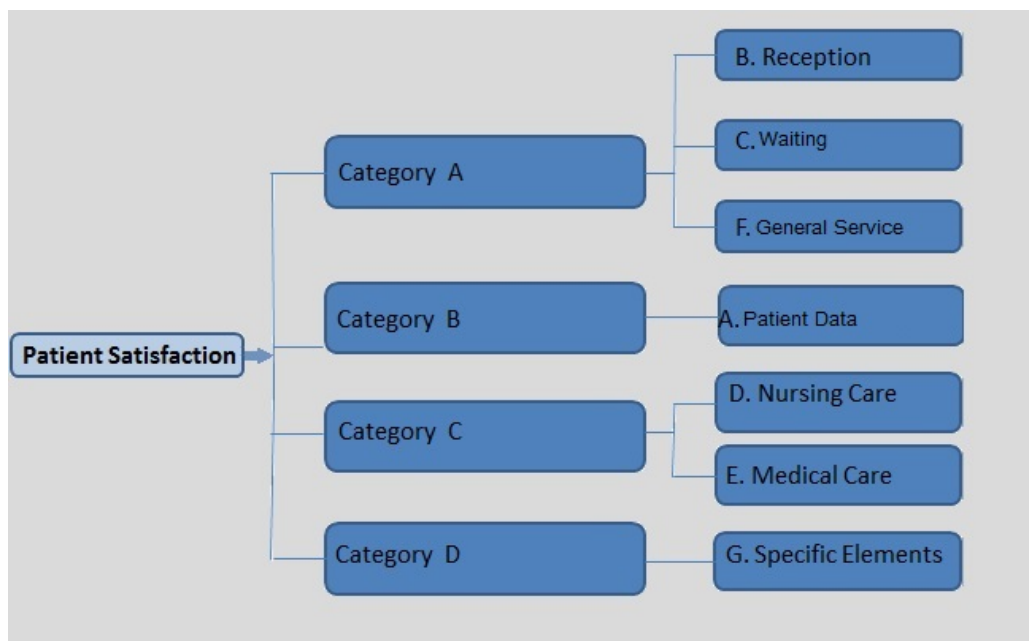 Patient Satisfaction
Category A
B. Reception
C. Waiting
F. General Service
Category B
A. Patient Data
Category C
D. Nursing Care
E. Medical Care
Category D
G. Specific Elements